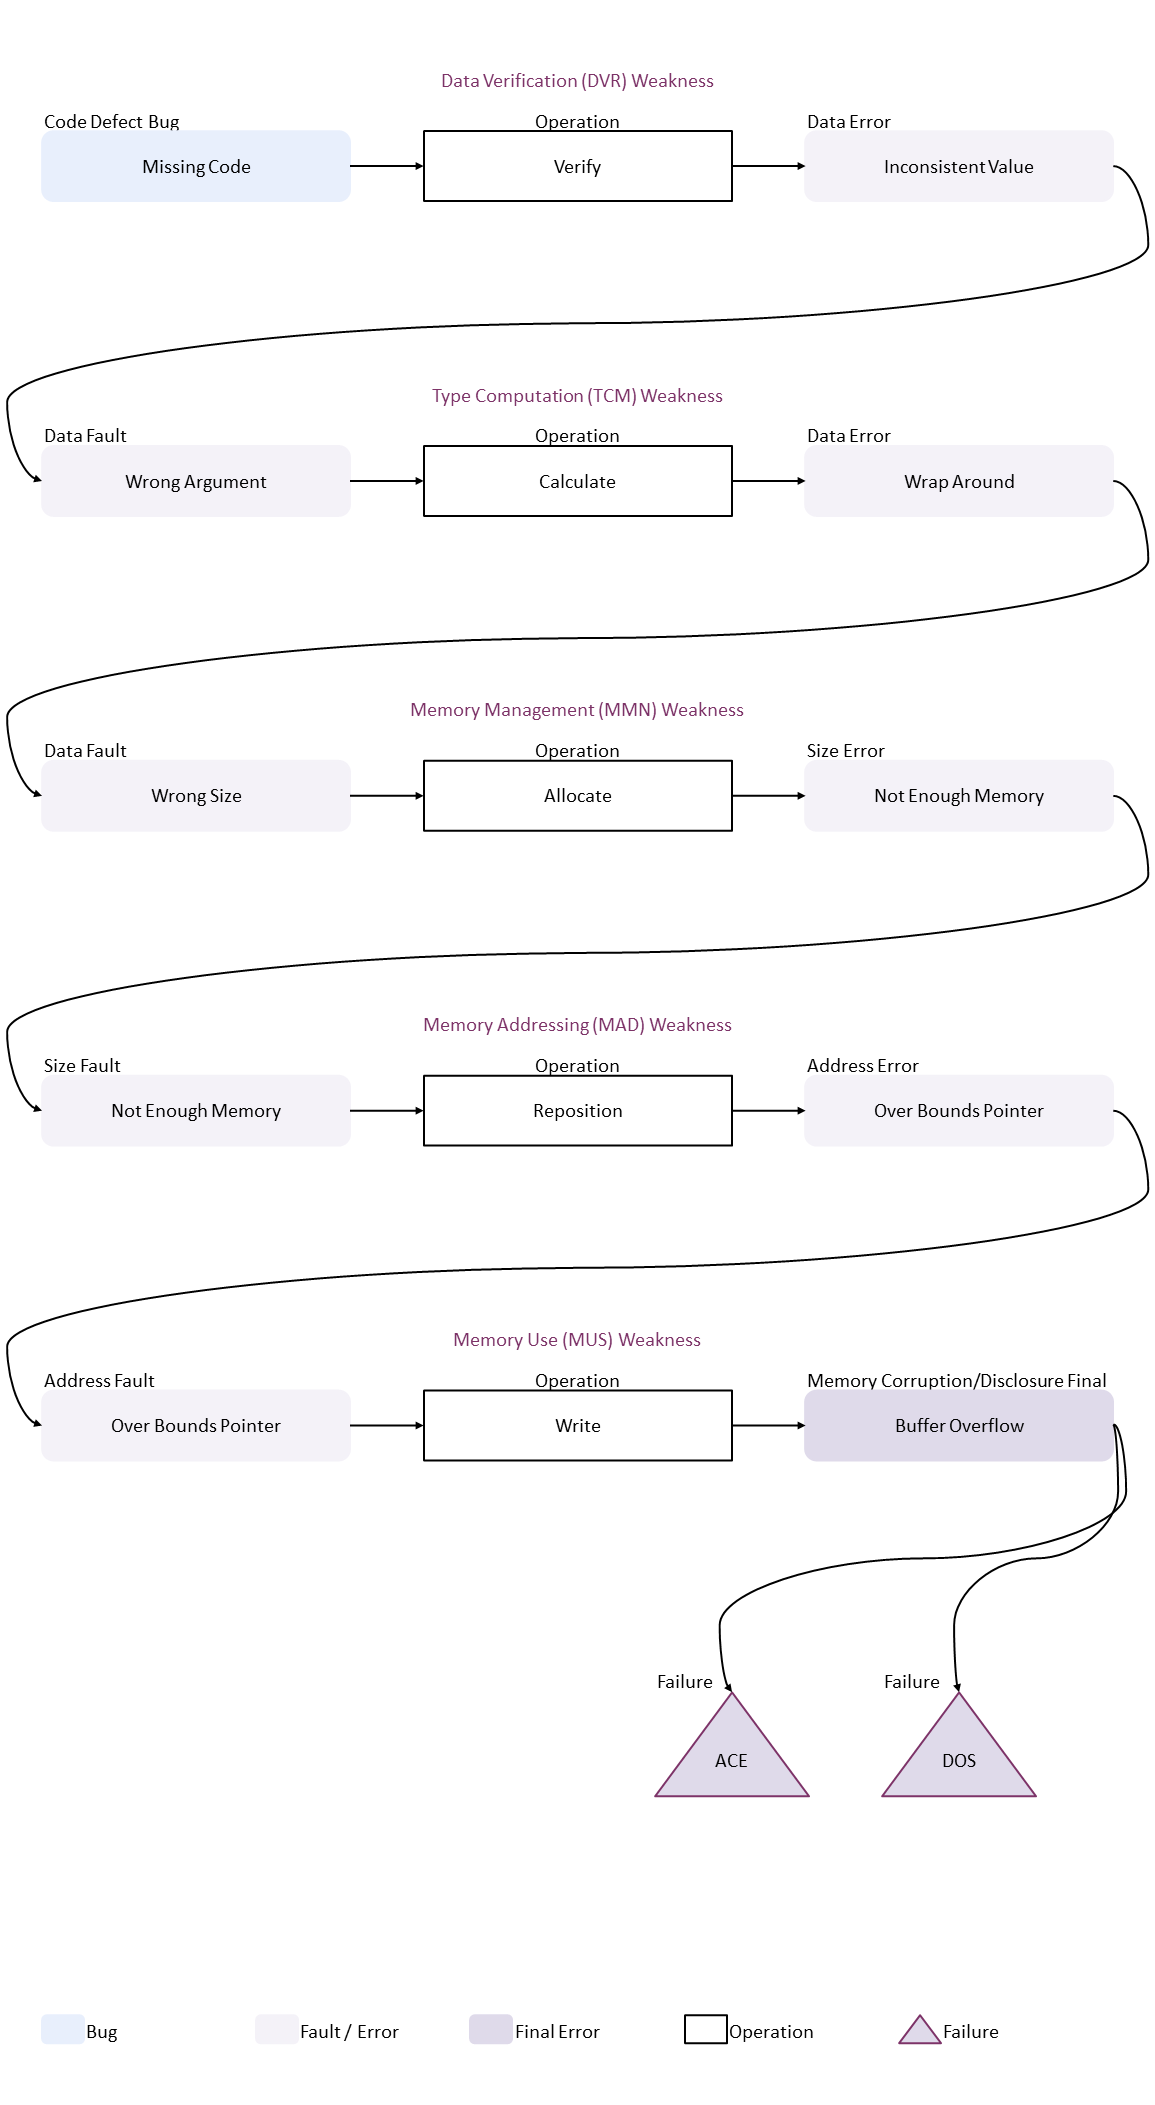 Data Verification (DVR) Weakness
Code Defect Bug
Operation
Data Error
Missing Code
Verify
Inconsistent Value
Type Computation (TCM) Weakness
Data Fault
Operation
Data Error
Wrong Argument
Calculate
Wrap Around
Memory Management (MMN) Weakness
Data Fault
Operation
Size Error
Wrong Size
Allocate
Not Enough Memory
Memory Addressing (MAD) Weakness
Size Fault
Operation
Address Error
Not Enough Memory
Reposition
Over Bounds Pointer
Memory Use (MUS) Weakness
Address Fault
Operation
Memory Corruption/Disclosure Final
Over Bounds Pointer
Write
Buffer Overflow
Failure
Failure
ACE
DOS
Bug
Fault / Error
Final Error
Operation
Failure